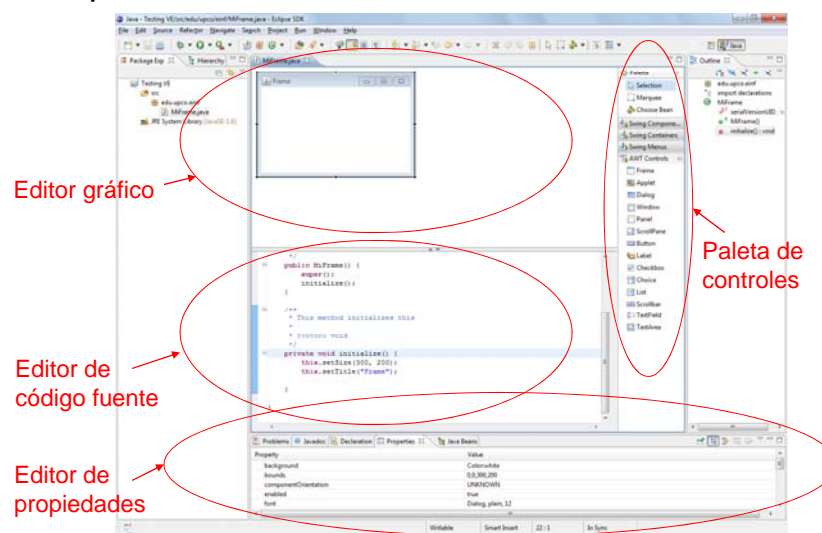 Java - Testing VE/src/edu/upco/einf/MiFrame.java - Eclipse SDK
File Edit Source Refactor Navigate Search Project Run Window Help
Java
Package Exp
Hierarchy
MiFrame.java
Palette
Outline
Testing VE
src
edu.upco.einf
MiFrame.java
JRE System Library [JavaSE-1.6]
Frame
Selection
Marquee
Choose Bean
Swing Compone...
Swing Containers
Swing Menus
AWT Controls
Frame
Applet
Dialog
Window
Panel
ScrollPane
Button
Label
Checkbox
Choice
List
Scrollbar
TextField
TextArea
edu.upco.einf
import declarations
MiFrame
serialVersionUID :
MiFrame()
initialize() : void
Editor gráfico
Paleta de
controles
*/
public MiFrame() {
super();
initialize();
}
/**
* This method initializes this
*
* @return void
*/
private void initialize() {
this.setSize(300, 200);
this.setTitle("Frame");
}
}
Editor de
código fuente
Problems Javadoc Declaration Properties Java Beans
Property Value
background Color:white
bounds 0,0,300,200
componentOrientation UNKNOWN
enabled true
font Dialog, plain, 12
Editor de
propiedades
Writable Smart Insert 22 : 1 In Sync